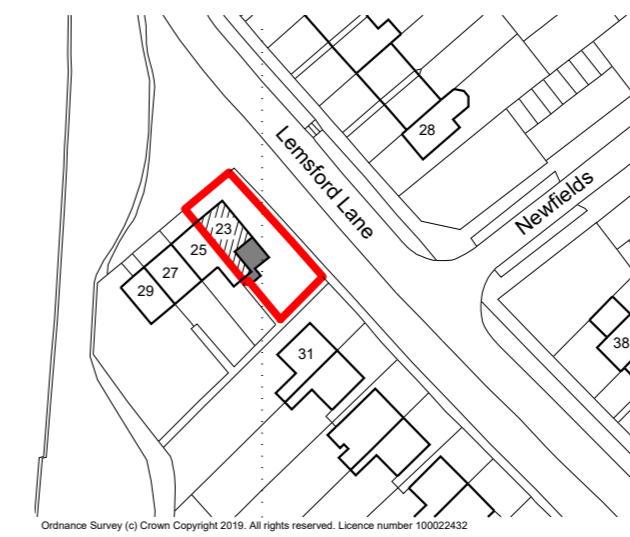 28
Lemsford Lane
Newfields
23
25
27
29
31
38
Ordnance Survey (c) Crown Copyright 2019. All rights reserved. Licence number 100022432